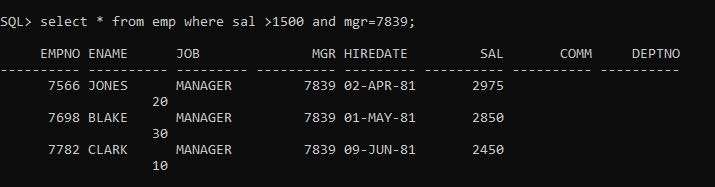 SQL> select * from emp where sal >1500 and mgr=7839;
EMPNO ENAME JOB MGR HIREDATE SAL COMM DEPTNO
---------- ---------- --------- ---------- --------- ---------- ---------- ----------
7566 JONES MANAGER 7839 02-APR-81 2975
20
7698 BLAKE MANAGER 7839 01-MAY-81 2850
30
7782 CLARK MANAGER 7839 09-JUN-81 2450
10